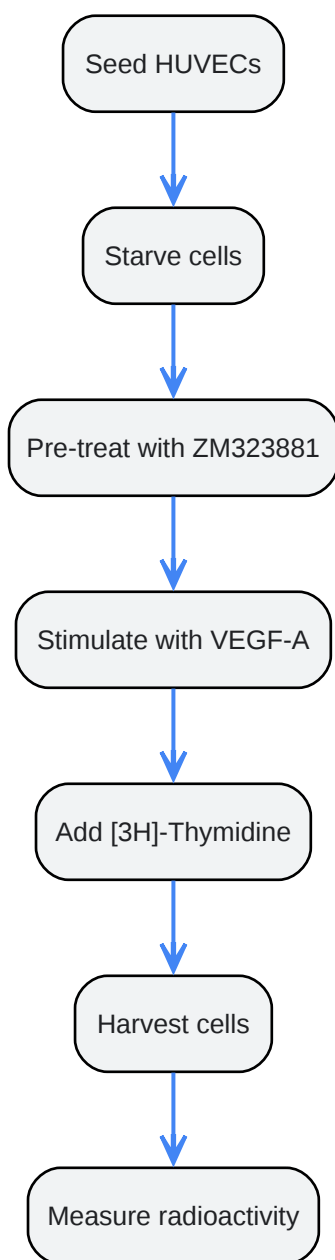 Seed HUVECs
Starve cells
Pre-treat with ZM323881
Stimulate with VEGF-A
Add [3H]-Thymidine
Harvest cells
Measure radioactivity